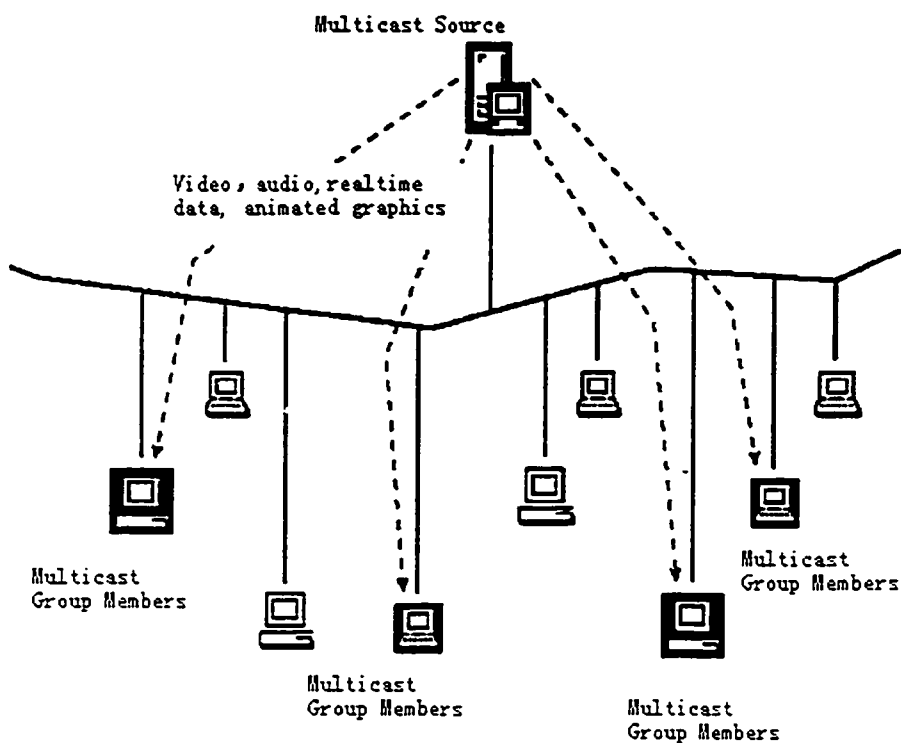 Multicast Source
Video, audio, realtime
data, animated graphics
Multicast
Group Members
Multicast
Group Members
Multicast
Group Members
Multicast
Group Members